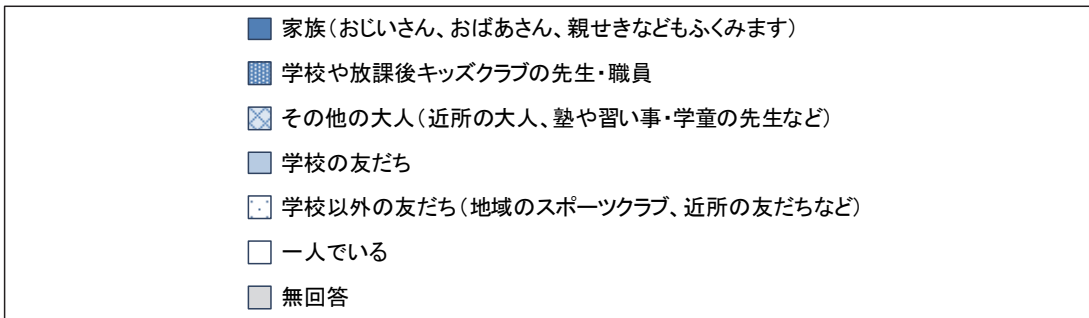 家族(おじいさん、おばあさん、親せきなどもふくみます)
学校や放課後キッズクラブの先生・職員
その他の大人(近所の大人、塾や習い事・学童の先生など)
学校の友だち
学校以外の友だち(地域のスポーツクラブ、近所の友だちなど)
一人でいる
無回答